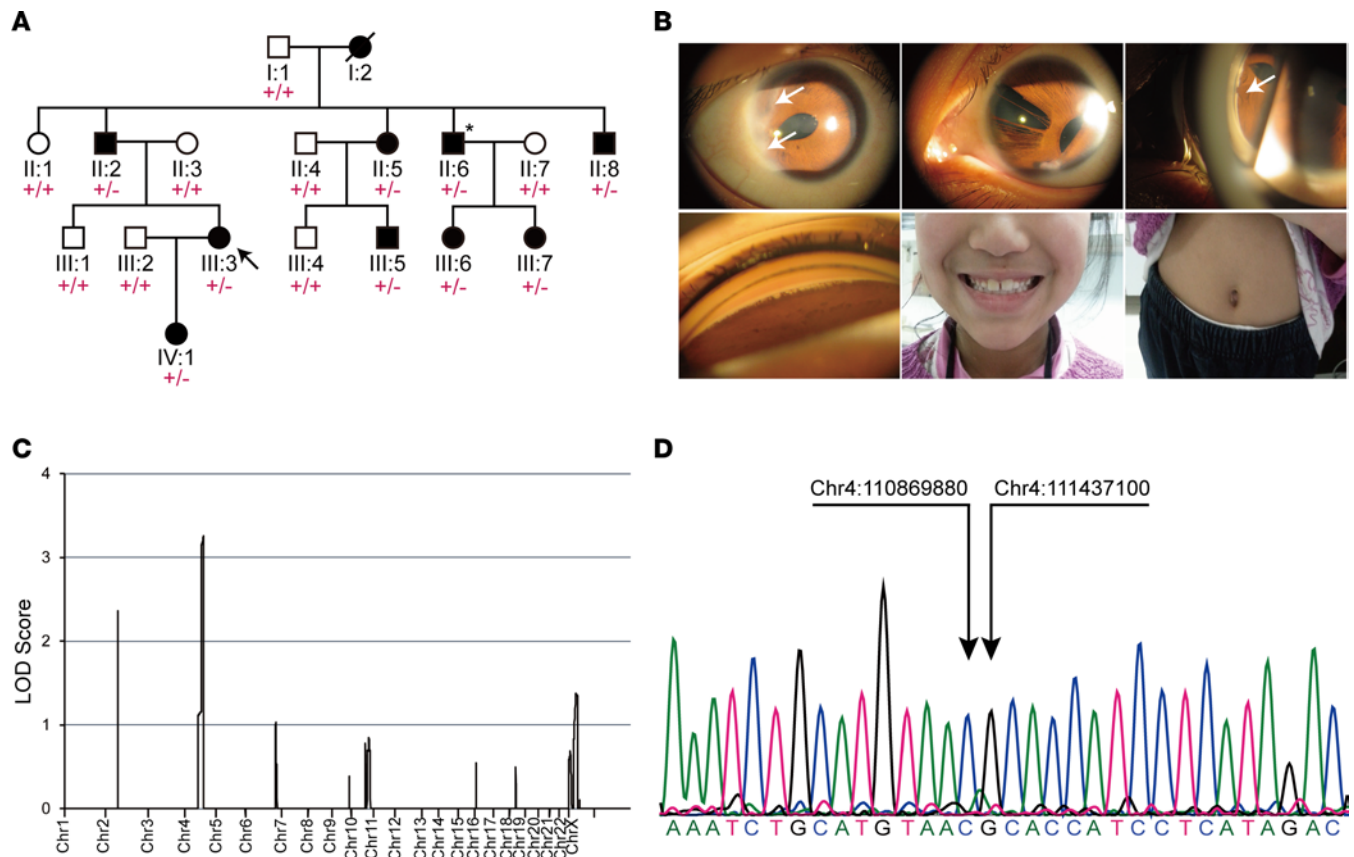 A
I:1
I:2
+/+
*
II:1
II:2
II:3
II:4
II:5
II:6
II:7
II:8
+/+
+/-
+/+
+/+
+/-
+/-
+/+
+/-
III:1
III:2
III:3
III:4
III:5
III:6
III:7
+/+
+/+
+/-
+/+
+/-
+/-
+/-
IV:1
+/-
B
C
LOD Score
4
3
2
1
0
Chr1
Chr2
Chr3
Chr4
Chr5
Chr6
Chr7
Chr8
Chr9
Chr10
Chr11
Chr12
Chr13
Chr14
Chr15
Chr16
Chr17
Chr18
Chr19
Chr20
Chr21
Chr22
ChrX
D
Chr4:110869880
Chr4:111437100
AAATCTGCATGTAACGCACCATCCTCATAGAC